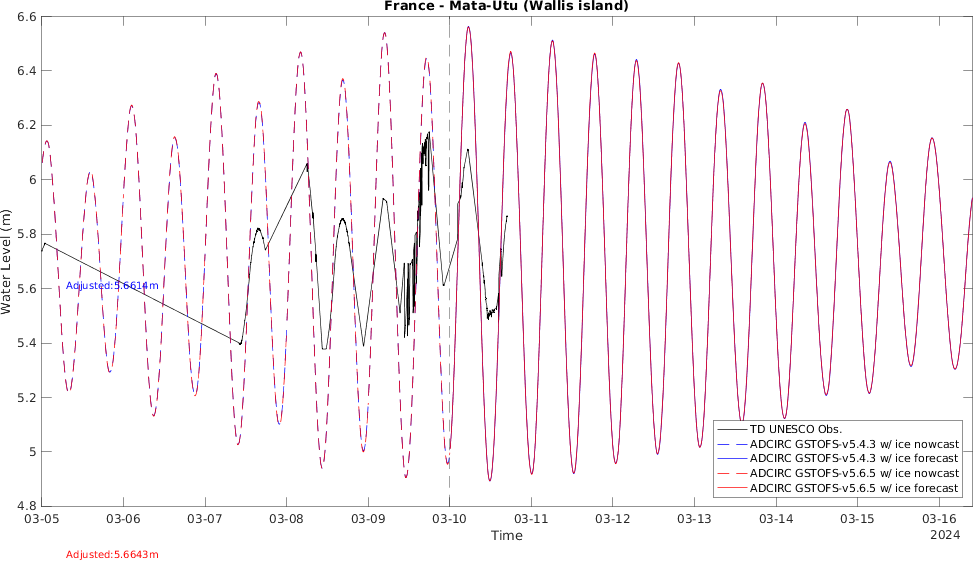 France - Mata-Utu (Wallis island)
6.6
6.4
6.2
6
5.8
5.6
5.4
5.2
5
4.8
Water Level (m)
Adjusted:5.6614m
TD UNESCO Obs.
ADCIRC GSTOFS-v5.4.3 w/ ice nowcast
ADCIRC GSTOFS-v5.4.3 w/ ice forecast
ADCIRC GSTOFS-v5.6.5 w/ ice nowcast
ADCIRC GSTOFS-v5.6.5 w/ ice forecast
03-05 03-06 03-07 03-08 03-09 03-10 03-11 03-12 03-13 03-14 03-15 03-16
Time
2024
Adjusted:5.6643m